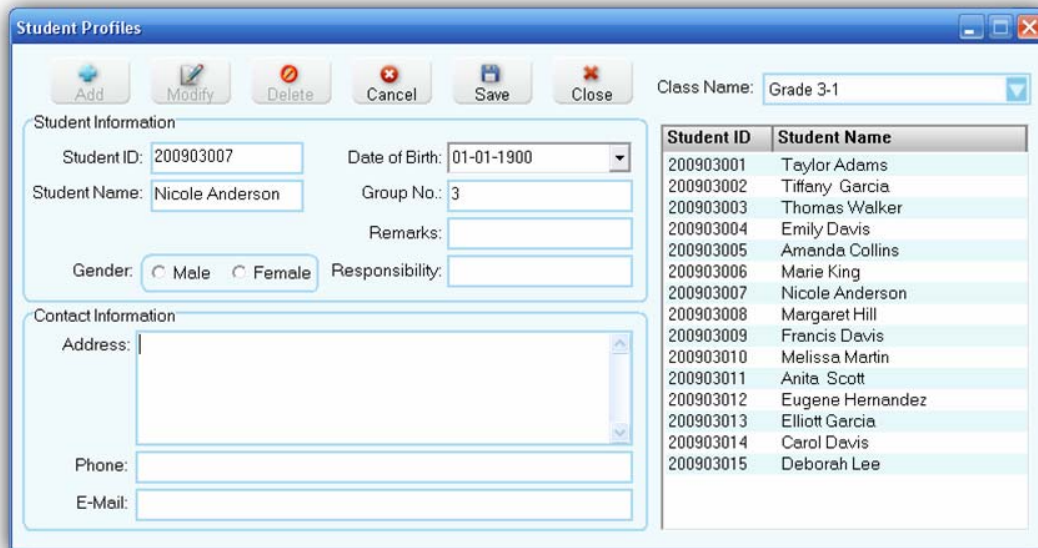 Student Profiles
Add Modify Delete Cancel Save Close
Class Name: Grade 3-1
Student Information
Student ID: 200903007 Date of Birth: 01-01-1900
Student Name: Nicole Anderson Group No.: 3
Remarks:
Gender: Male Female Responsibility:
Contact Information
Address:
Phone:
E-Mail:
Student ID Student Name
200903001 Taylor Adams
200903002 Tiffany Garcia
200903003 Thomas Walker
200903004 Emily Davis
200903005 Amanda Collins
200903006 Marie King
200903007 Nicole Anderson
200903008 Margaret Hill
200903009 Francis Davis
200903010 Melissa Martin
200903011 Anita Scott
200903012 Eugene Hernandez
200903013 Elliott Garcia
200903014 Carol Davis
200903015 Deborah Lee